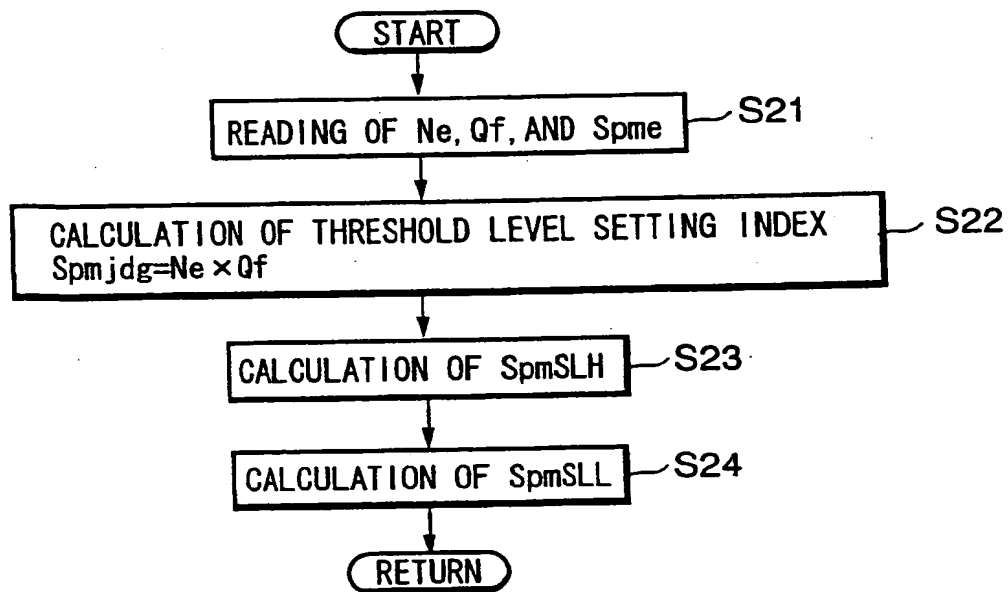 START
READING OF Ne, Qf, AND Spme
S21
CALCULATION OF THRESHOLD LEVEL SETTING INDEX
Spmjdg=Ne×Qf
S22
CALCULATION OF SpmSLH
S23
CALCULATION OF SpmSLL
S24
RETURN